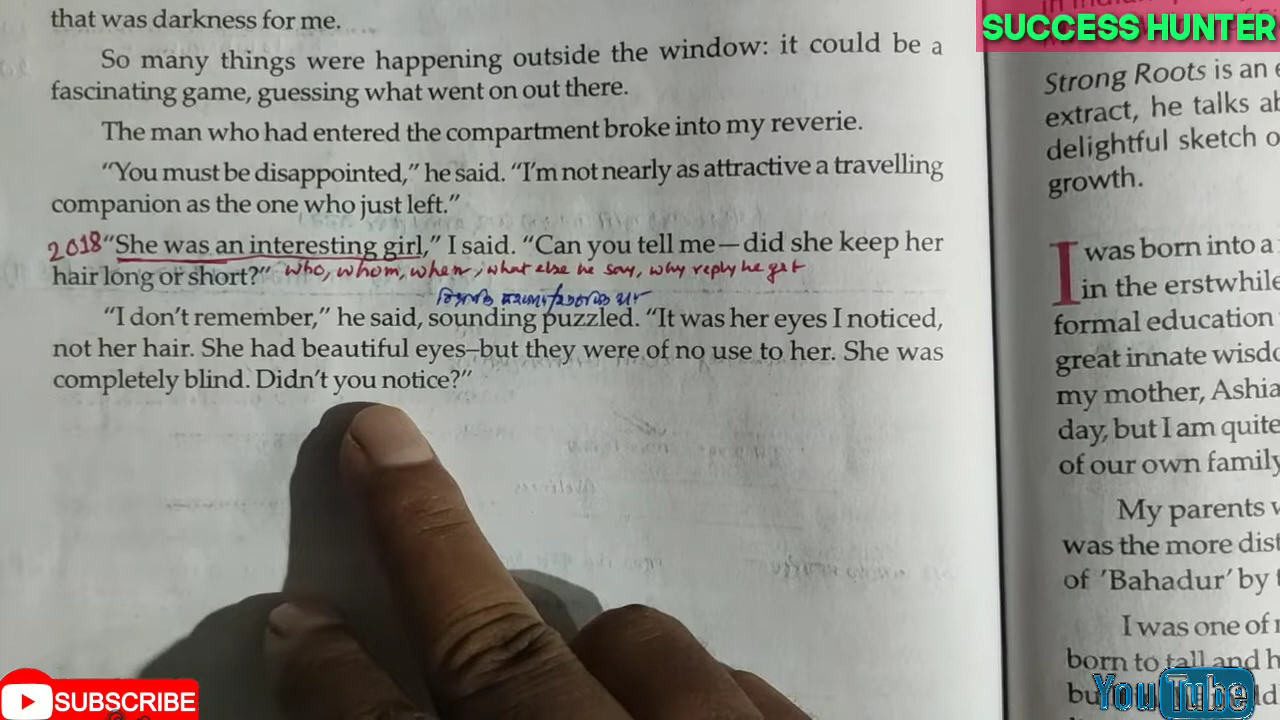 that was darkness for me.
So many things were happening outside the window: it could be a
fascinating game, guessing what went on out there.
The man who had entered the compartment broke into my reverie.
“You must be disappointed,” he said. “I'm not nearly as attractive a travelling
companion as the one who just left.”
2018 “She was an interesting girl,” I said. “Can you tell me—did she keep her
hair long or short?” who, whom, when, what else he say, why reply he get
“I don't remember,” he said, sounding puzzled. “It was her eyes I noticed,
not her hair. She had beautiful eyes–but they were of no use to her. She was
completely blind. Didn't you notice?”
SUCCESS HUNTER
Strong Roots is an
extract, he talks
delightful sketch
growth.
I was born into a
in the erstwhile
formal education
great innate
my mother,
day, but I am quite
of our own family
My parents
was the more
of 'Bahadur' by
I was one of
born to tall and
SUBSCRIBE
YouTube